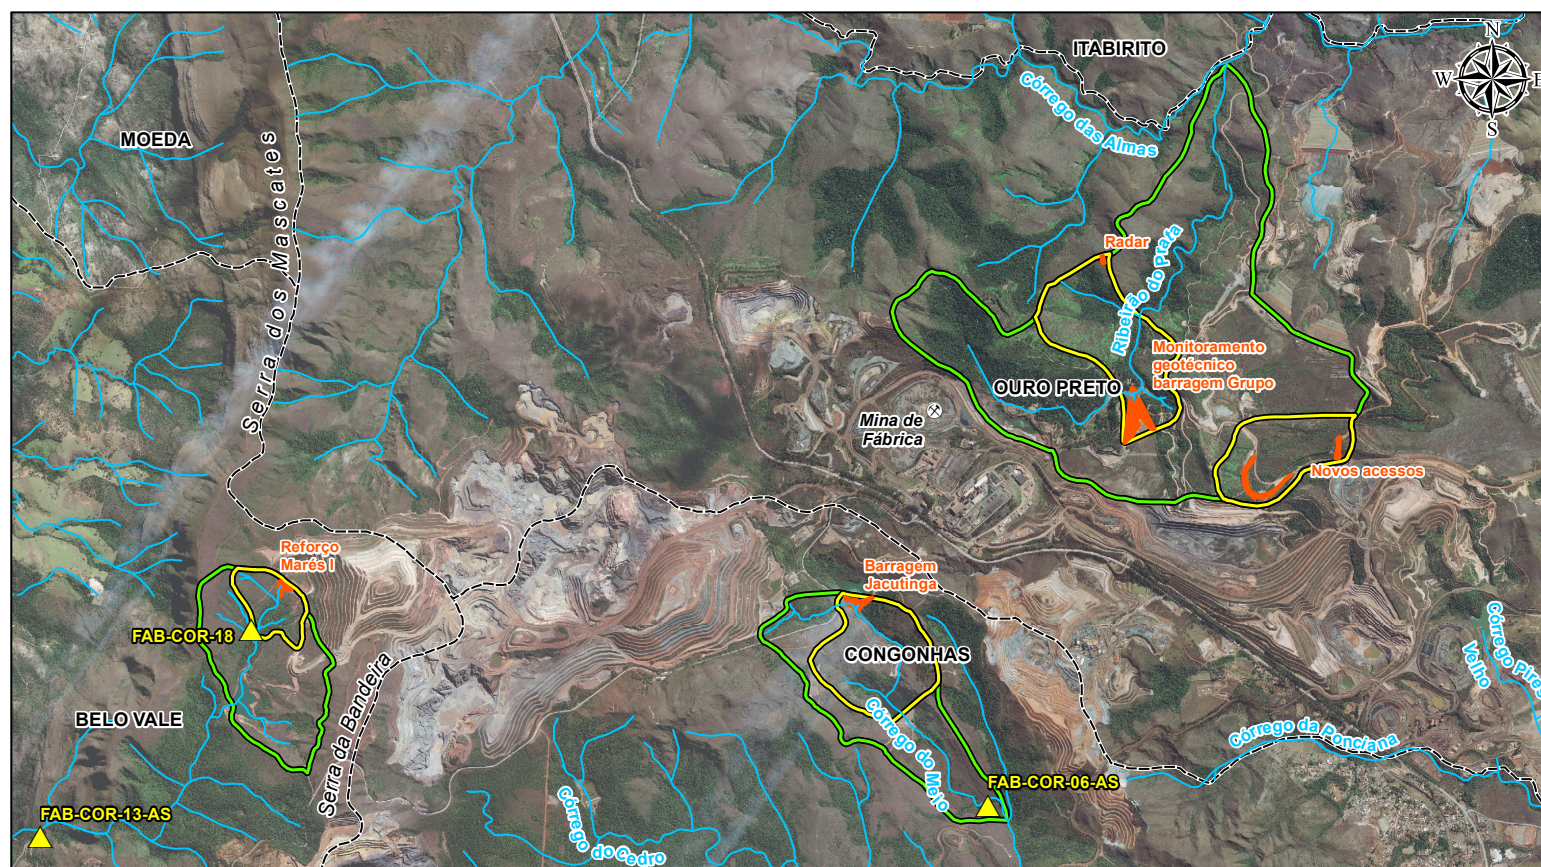 ITABIRITO
N
W
E
S
Córrego das Almas
MOEDA
Serra dos Mascates
Radar
Ribeirão do Prata
Monitoramento
geotécnico
barragem Grupo
OURO PRETO
Mina de
Fábrica
Novos acessos
Reforço
Marés I
Barragem
Jacutinga
FAB-COR-18
CONGONHAS
Córrego Pires
Velho
BELO VALE
Serra da Bandeira
Córrego do Meio
Córrego da Ponciana
FAB-COR-06-AS
FAB-COR-13-AS
Córrego do Cedro